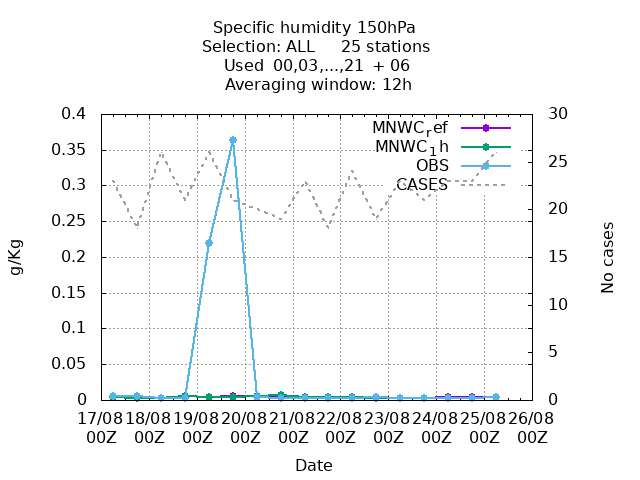 Specific humidity 150hPa
Selection: ALL 25 stations
Used 00,03,...,21 + 06
Averaging window: 12h
0.4
0.35
0.3
0.25
0.2
0.15
0.1
0.05
0
30
25
20
15
10
5
0
MNWCref
MNWC1h
OBS
CASES
g/Kg
No cases
17/08 18/08 19/08 20/08 21/08 22/08 23/08 24/08 25/08 26/08
00Z 00Z 00Z 00Z 00Z 00Z 00Z 00Z 00Z 00Z
Date